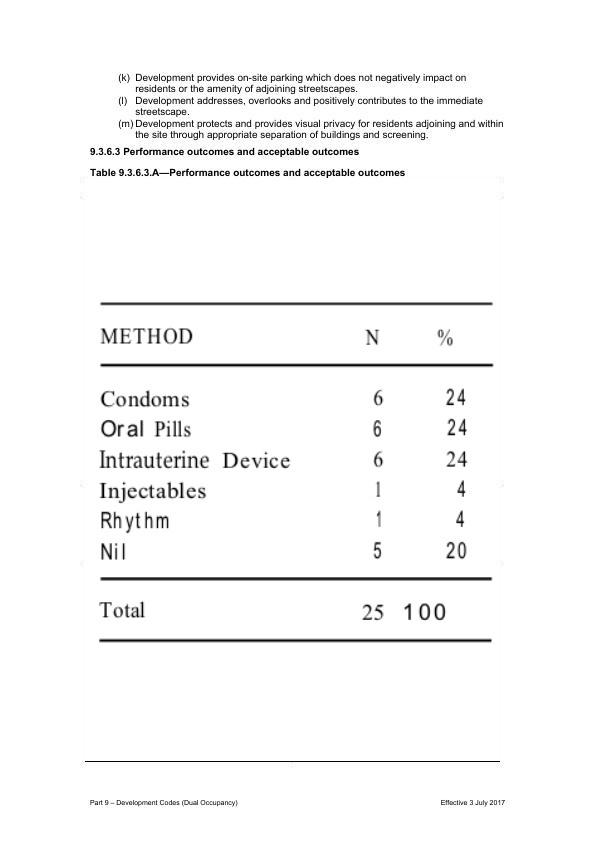 (k) Development provides on-site parking which does not negatively impact on
residents or the amenity of adjoining streetscapes.
(l) Development addresses, overlooks and positively contributes to the immediate
streetscape.
(m) Development protects and provides visual privacy for residents adjoining and within
the site through appropriate separation of buildings and screening.
9.3.6.3 Performance outcomes and acceptable outcomes
Table 9.3.6.3.A—Performance outcomes and acceptable outcomes
METHOD N %
Condoms 6 24
Oral Pills 6 24
Intrauterine Device 6 24
Injectables 1 4
Rhythm 1 4
Nil 5 20
Total 25 100
Part 9 – Development Codes (Dual Occupancy) Effective 3 July 2017